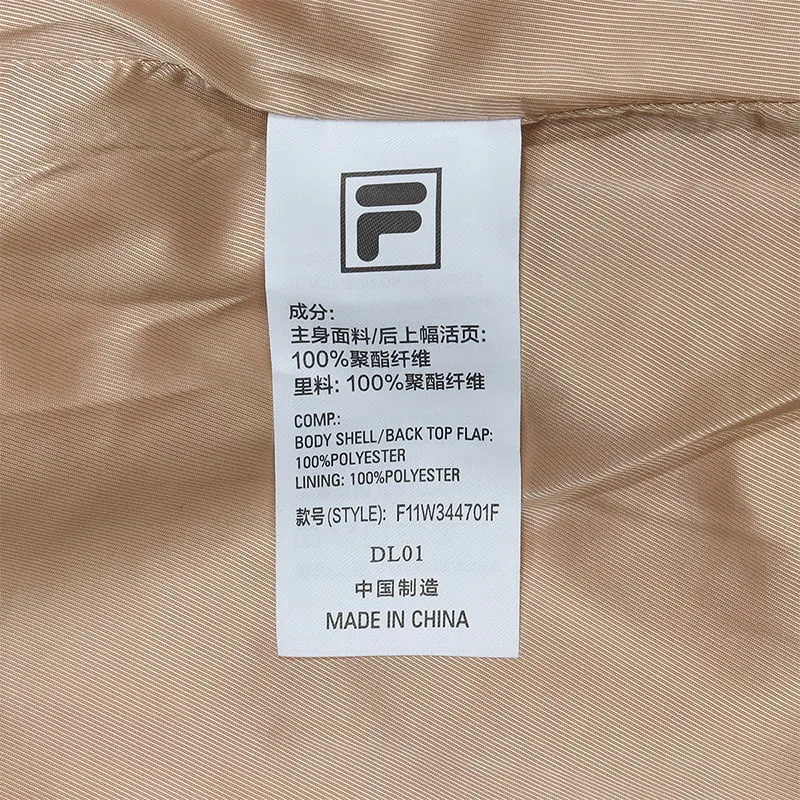 F
成分:
主身面料/后上幅活页:
100%聚酯纤维
里料: 100%聚酯纤维
COMP.:
BODY SHELL/BACK TOP FLAP:
100%POLYESTER
LINING: 100%POLYESTER
款号(STYLE): F11W344701F
DL01
中国制造
MADE IN CHINA